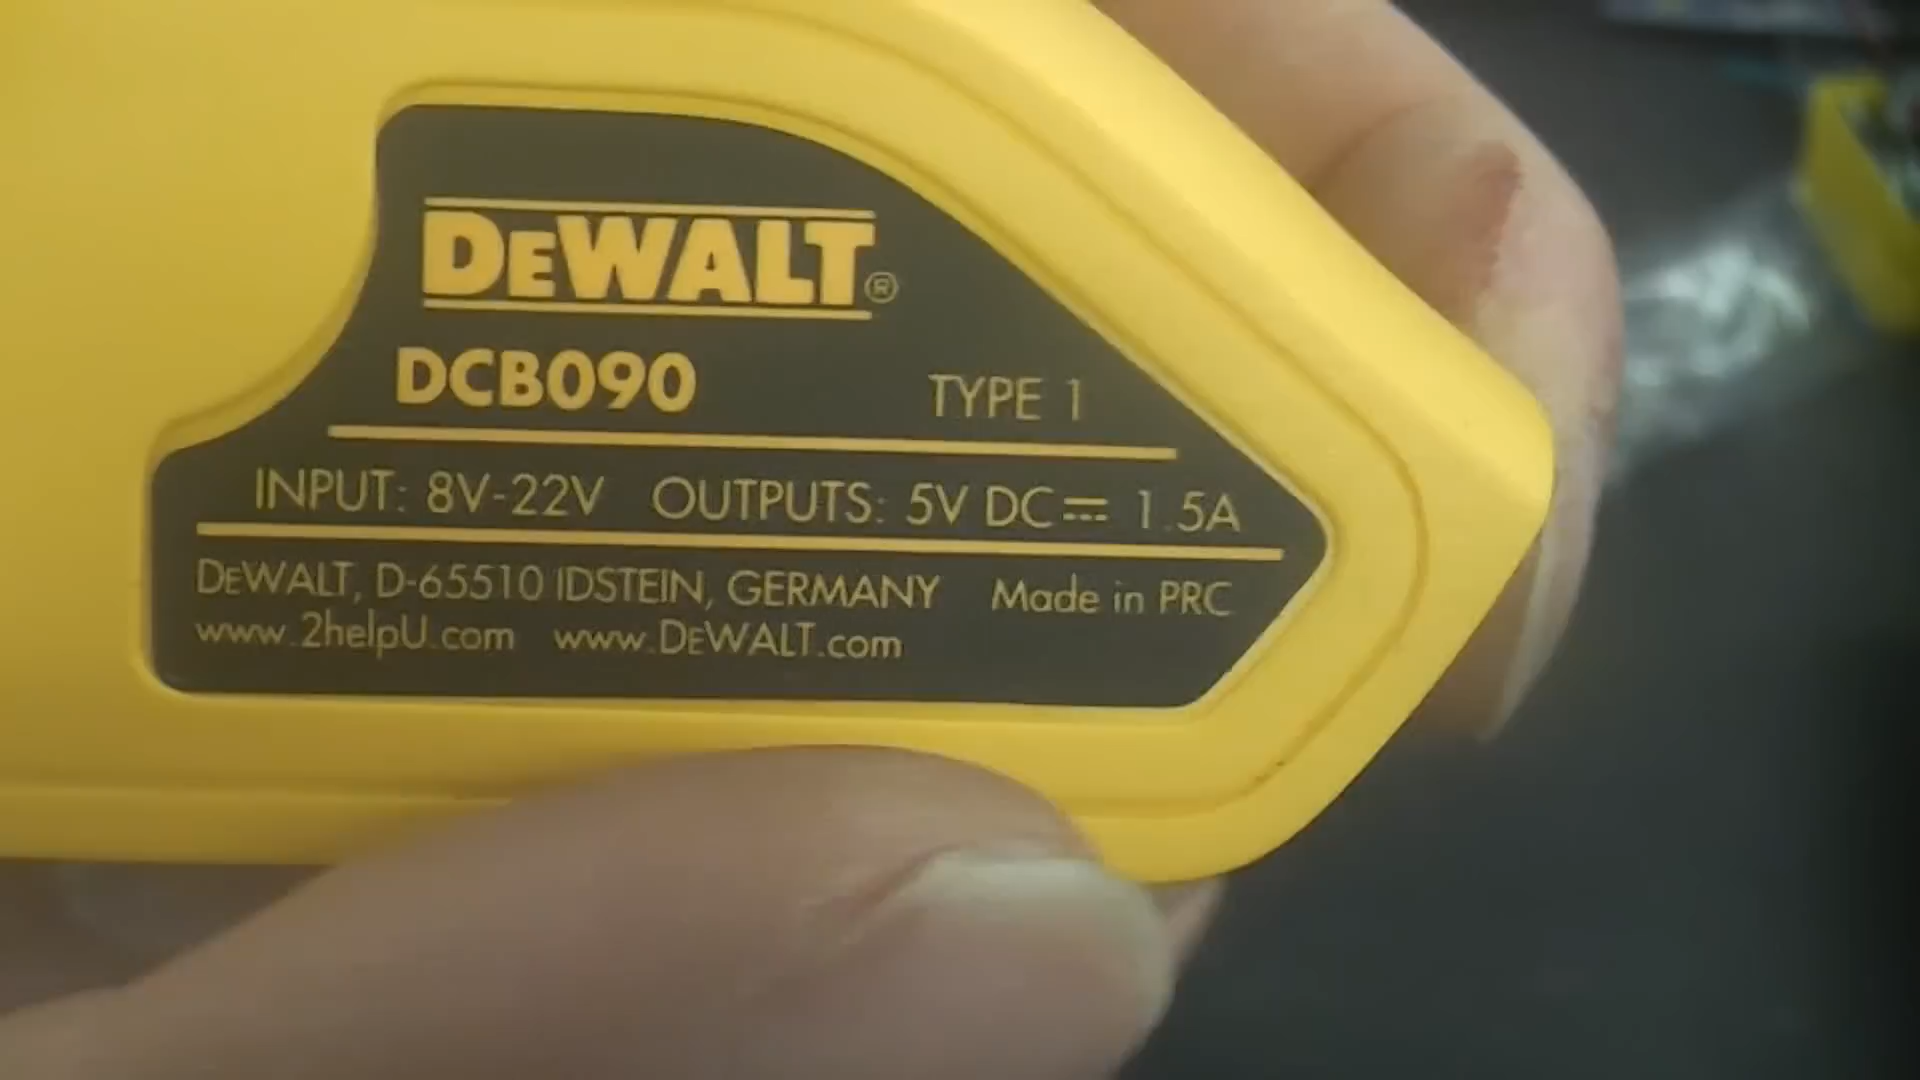 DEWALT®
DCB090 TYPE 1
INPUT: 8V-22V OUTPUTS: 5V DC⎓ 1.5A
DEWALT, D-65510 IDSTEIN, GERMANY Made in PRC
www.2helpU.com www.DEWALT.com